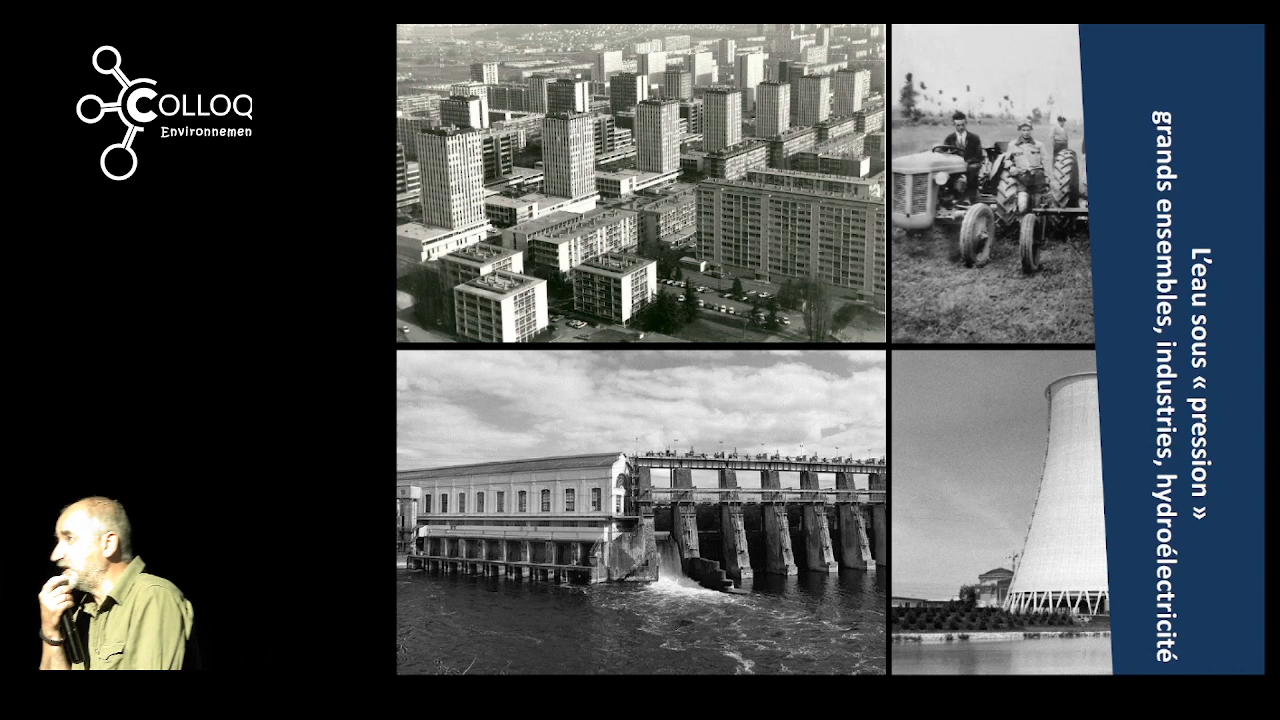 COLLOQ
Environnemen
L'eau sous « pression »
grands ensembles, industries, hydroélectricité